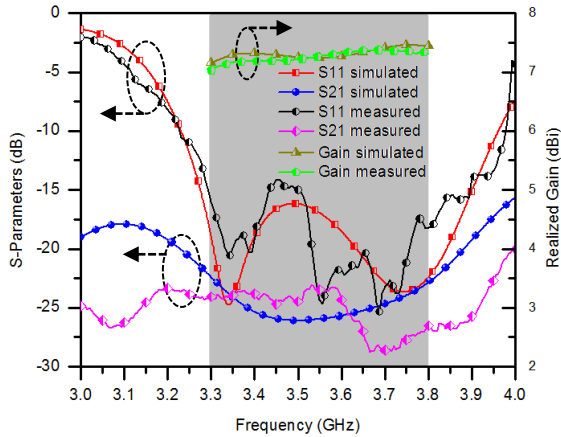 0
-5
-10
-15
-20
-25
-30
S-Parameters (dB)
8
7
6
5
4
3
2
Realized Gain (dBi)
S11 simulated
S21 simulated
S11 measured
S21 measured
Gain simulated
Gain measured
3.0 3.1 3.2 3.3 3.4 3.5 3.6 3.7 3.8 3.9 4.0
Frequency (GHz)